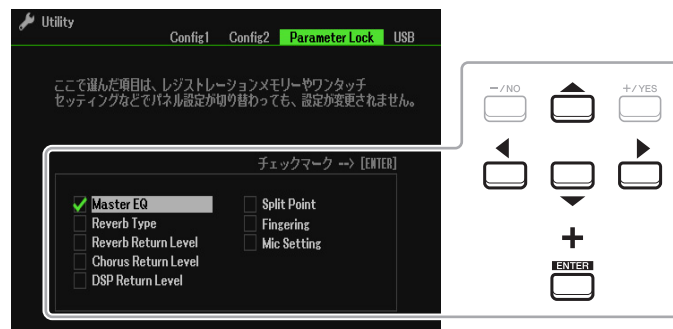 Utility
Config1 Config2 Parameter Lock USB
ここで選んだ項目は、レジストレーションメモリーやワンタッチ
セッティングなどでパネル設定が切り替わっても、設定が変更されません。
チェックマーク --> [ENTER]
Master EQ
Reverb Type
Reverb Return Level
Chorus Return Level
DSP Return Level
Split Point
Fingering
Mic Setting
−/NO
+/YES
+
ENTER